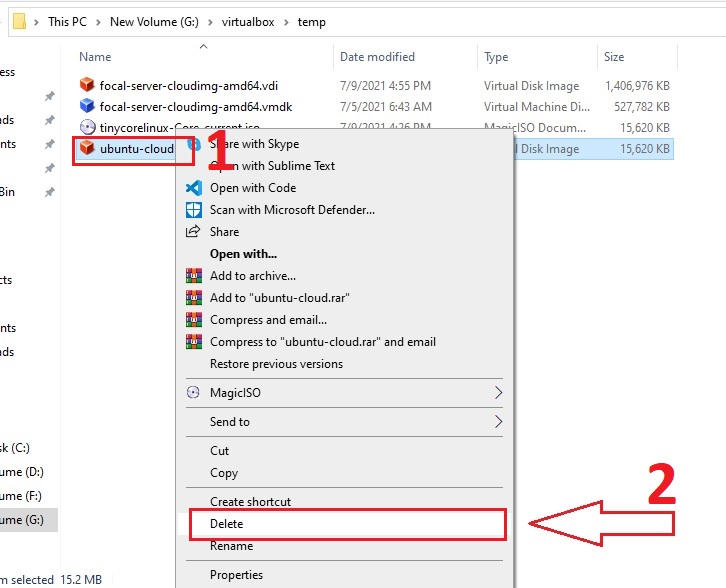 This PC > New Volume (G:) > virtualbox > temp
Name Date modified Type Size
ess
focal-server-cloudimg-amd64.vdi 7/9/2021 4:55 PM Virtual Disk Image 1,406,976 KB
focal-server-cloudimg-amd64.vmdk 7/5/2021 6:43 AM Virtual Machine Di... 527,782 KB
nds
tinycorelinux-Core-current.iso 7/9/2021 4:26 PM MagicISO Docum... 15,620 KB
nts
1
Share with Skype
ubuntu-cloud. Disk Image 15,620 KB
Open with Sublime Text
Open with Code
Bin
Scan with Microsoft Defender...
Share
Open with...
Add to archive...
cts
Add to "ubuntu-cloud.rar"
Compress and email...
nts
Compress to "ubuntu-cloud.rar" and email
ds
Restore previous versions
MagicISO
Send to
sk (C:)
Cut
ume (D:)
Copy
ume (F:)
2
Create shortcut
ume (G:)
Delete
Rename
Properties
m selected 15.2 MB